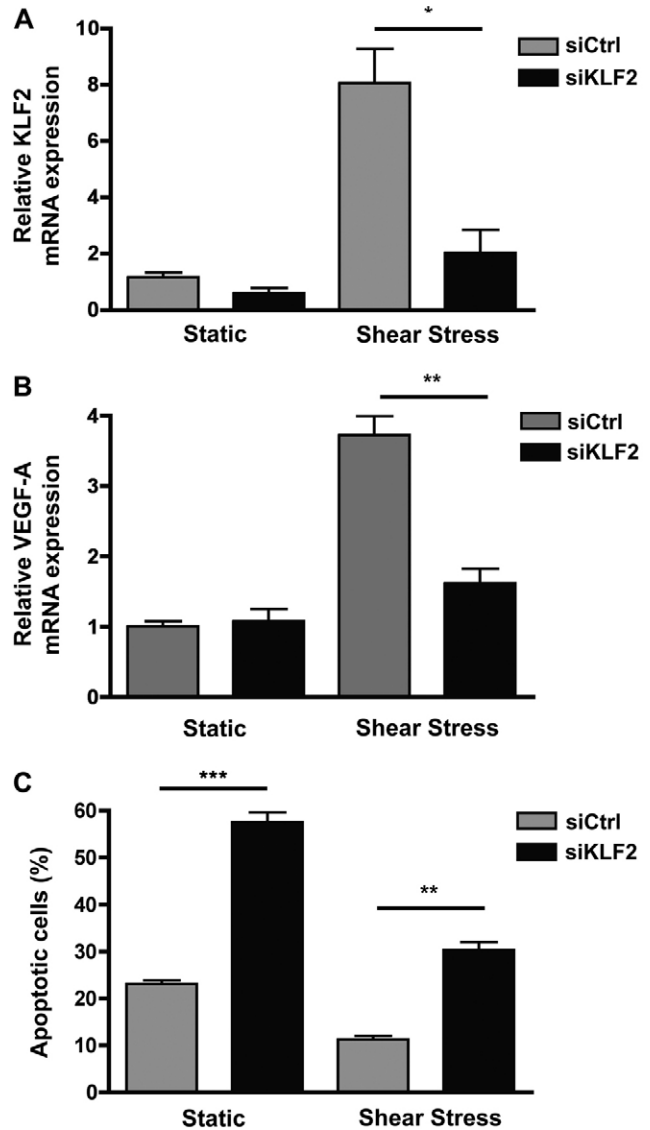 A
Relative KLF2
mRNA expression
10
8
6
4
2
0
*
siCtrl
siKLF2
Static
Shear Stress
B
Relative VEGF-A
mRNA expression
4
3
2
1
0
**
siCtrl
siKLF2
Static
Shear Stress
C
Apoptotic cells (%)
60
50
40
30
20
10
0
***
**
siCtrl
siKLF2
Static
Shear Stress